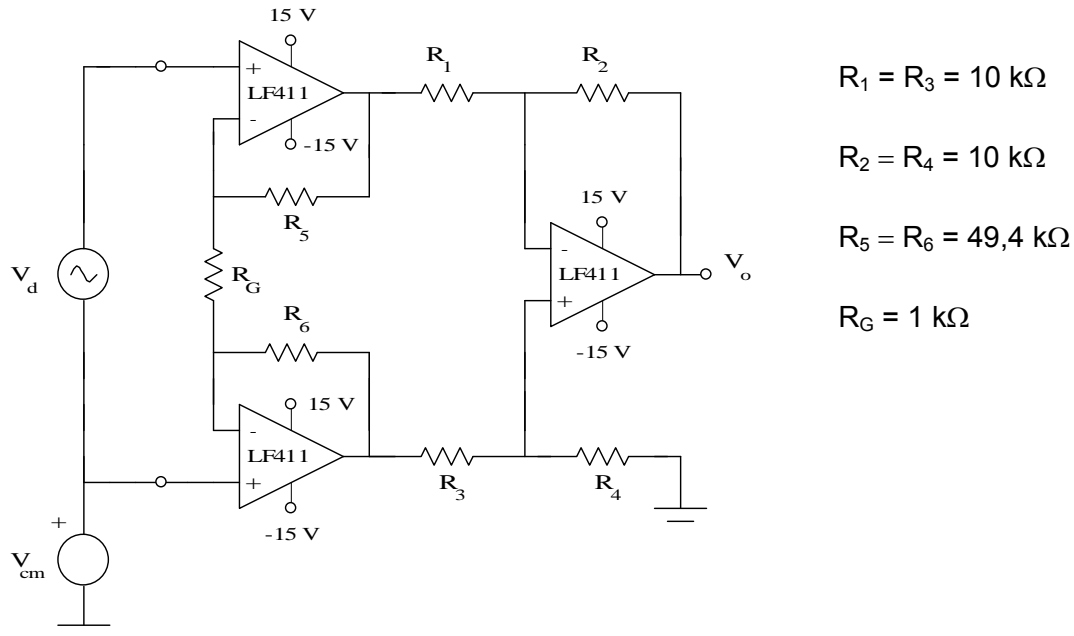 15 V
+
LF411
-
-15 V
R1
R2
R5
RG
R6
Vd
15 V
-
LF411
+
-15 V
Vo
15 V
-
LF411
+
-15 V
R3
R4
+
Vcm
R1 = R3 = 10 kΩ
R2 = R4 = 10 kΩ
R5 = R6 = 49,4 kΩ
RG = 1 kΩ